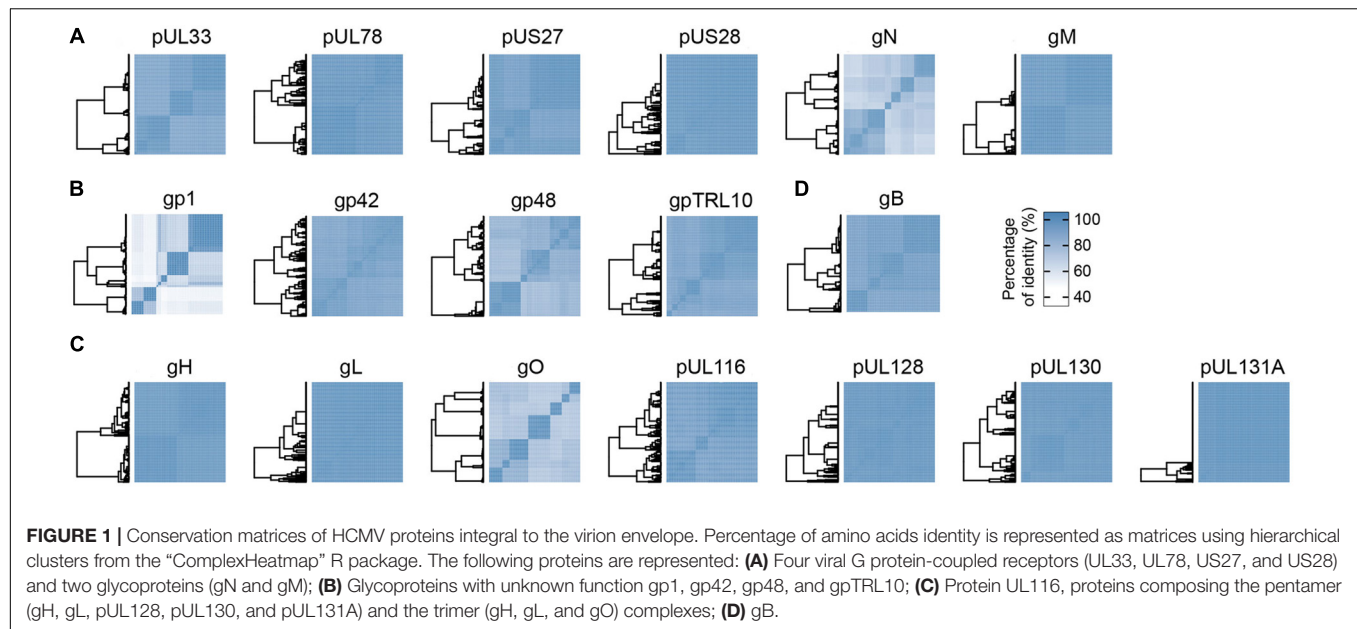 A
pUL33 pUL78 pUS27 pUS28 gN gM
B
gp1 gp42 gp48 gpTRL10
D
gB
Percentage
of identity (%)
100
80
60
40
C
gH gL gO pUL116 pUL128 pUL130 pUL131A
FIGURE 1 | Conservation matrices of HCMV proteins integral to the virion envelope. Percentage of amino acids identity is represented as matrices using hierarchical
clusters from the “ComplexHeatmap” R package. The following proteins are represented: (A) Four viral G protein-coupled receptors (UL33, UL78, US27, and US28)
and two glycoproteins (gN and gM); (B) Glycoproteins with unknown function gp1, gp42, gp48, and gpTRL10; (C) Protein UL116, proteins composing the pentamer
(gH, gL, pUL128, pUL130, and pUL131A) and the trimer (gH, gL, and gO) complexes; (D) gB.